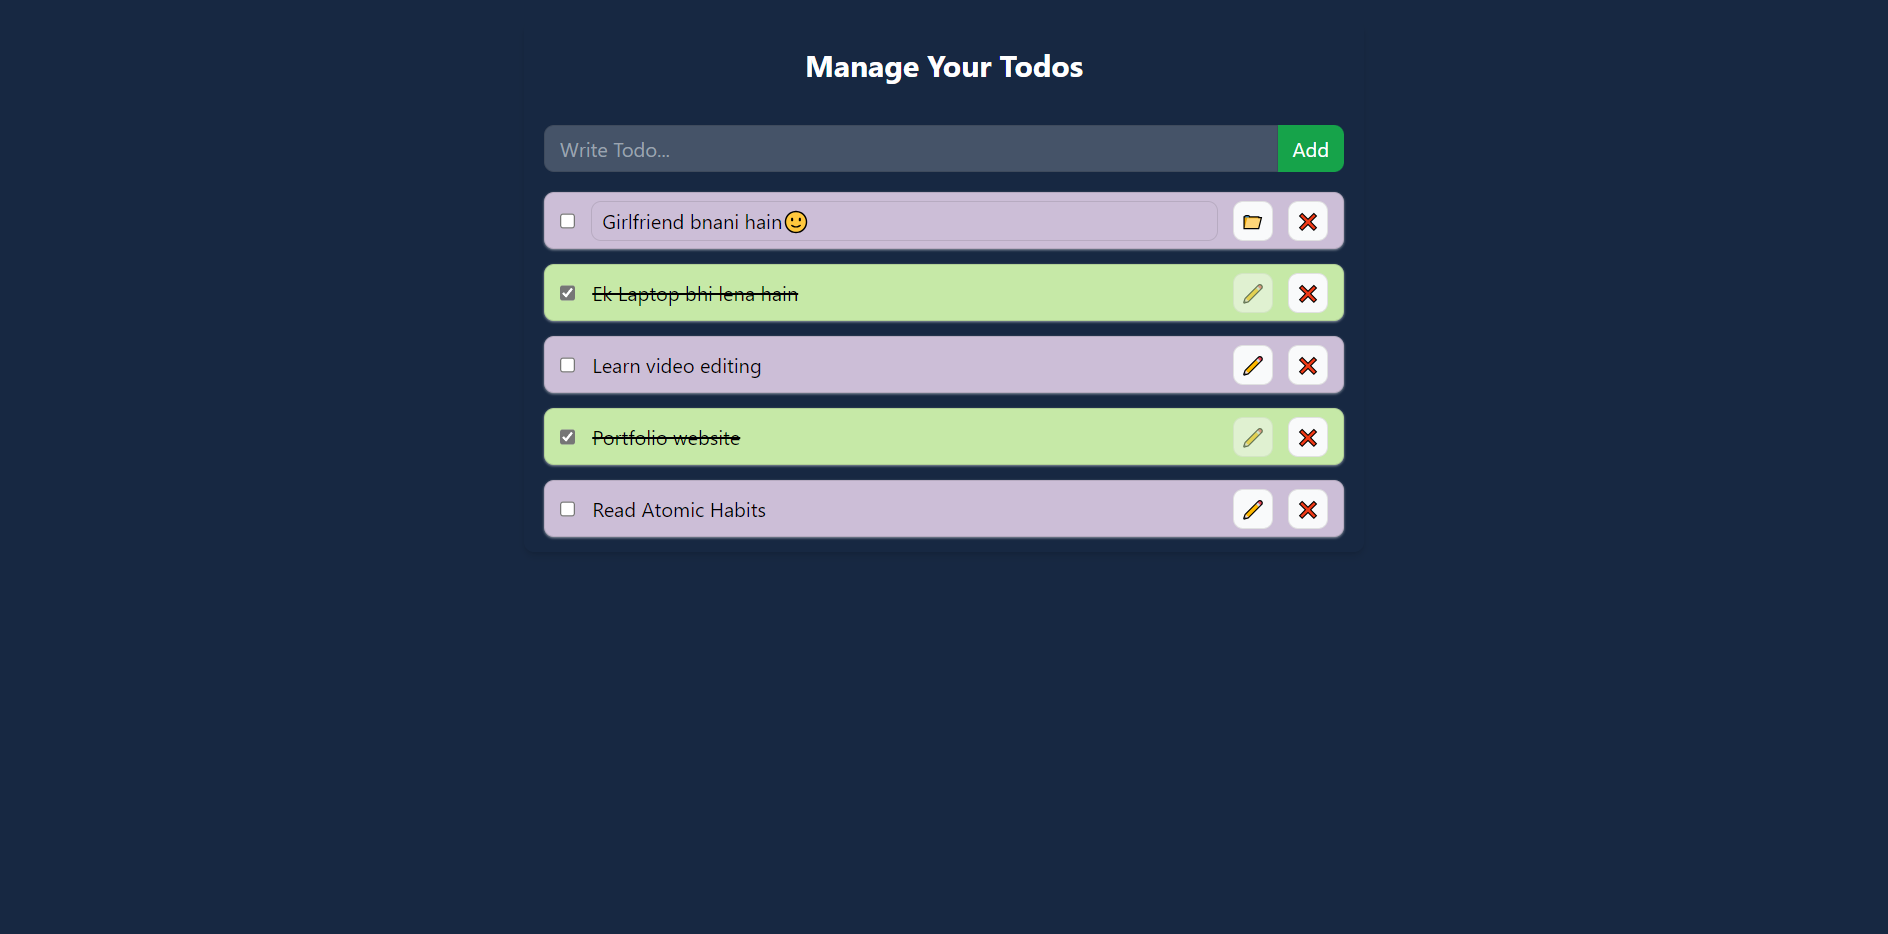 Manage Your Todos
Write Todo...
Add
Girlfriend bnani hain🙂
Ek Laptop bhi lena hain
Learn video editing
Portfolio website
Read Atomic Habits